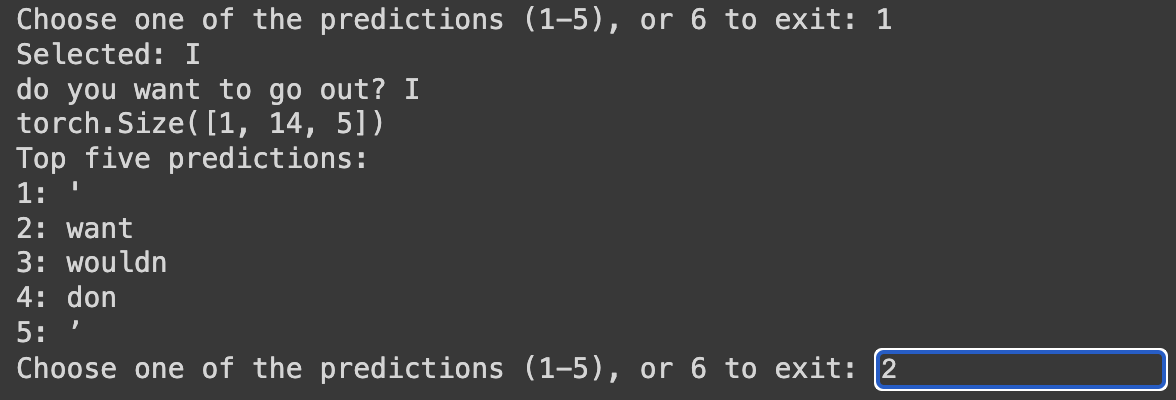 Choose one of the predictions (1–5), or 6 to exit: 1
Selected: I
do you want to go out? I
torch.Size([1, 14, 5])
Top five predictions:
1: '
2: want
3: wouldn
4: don
5: ’
Choose one of the predictions (1–5), or 6 to exit: 2